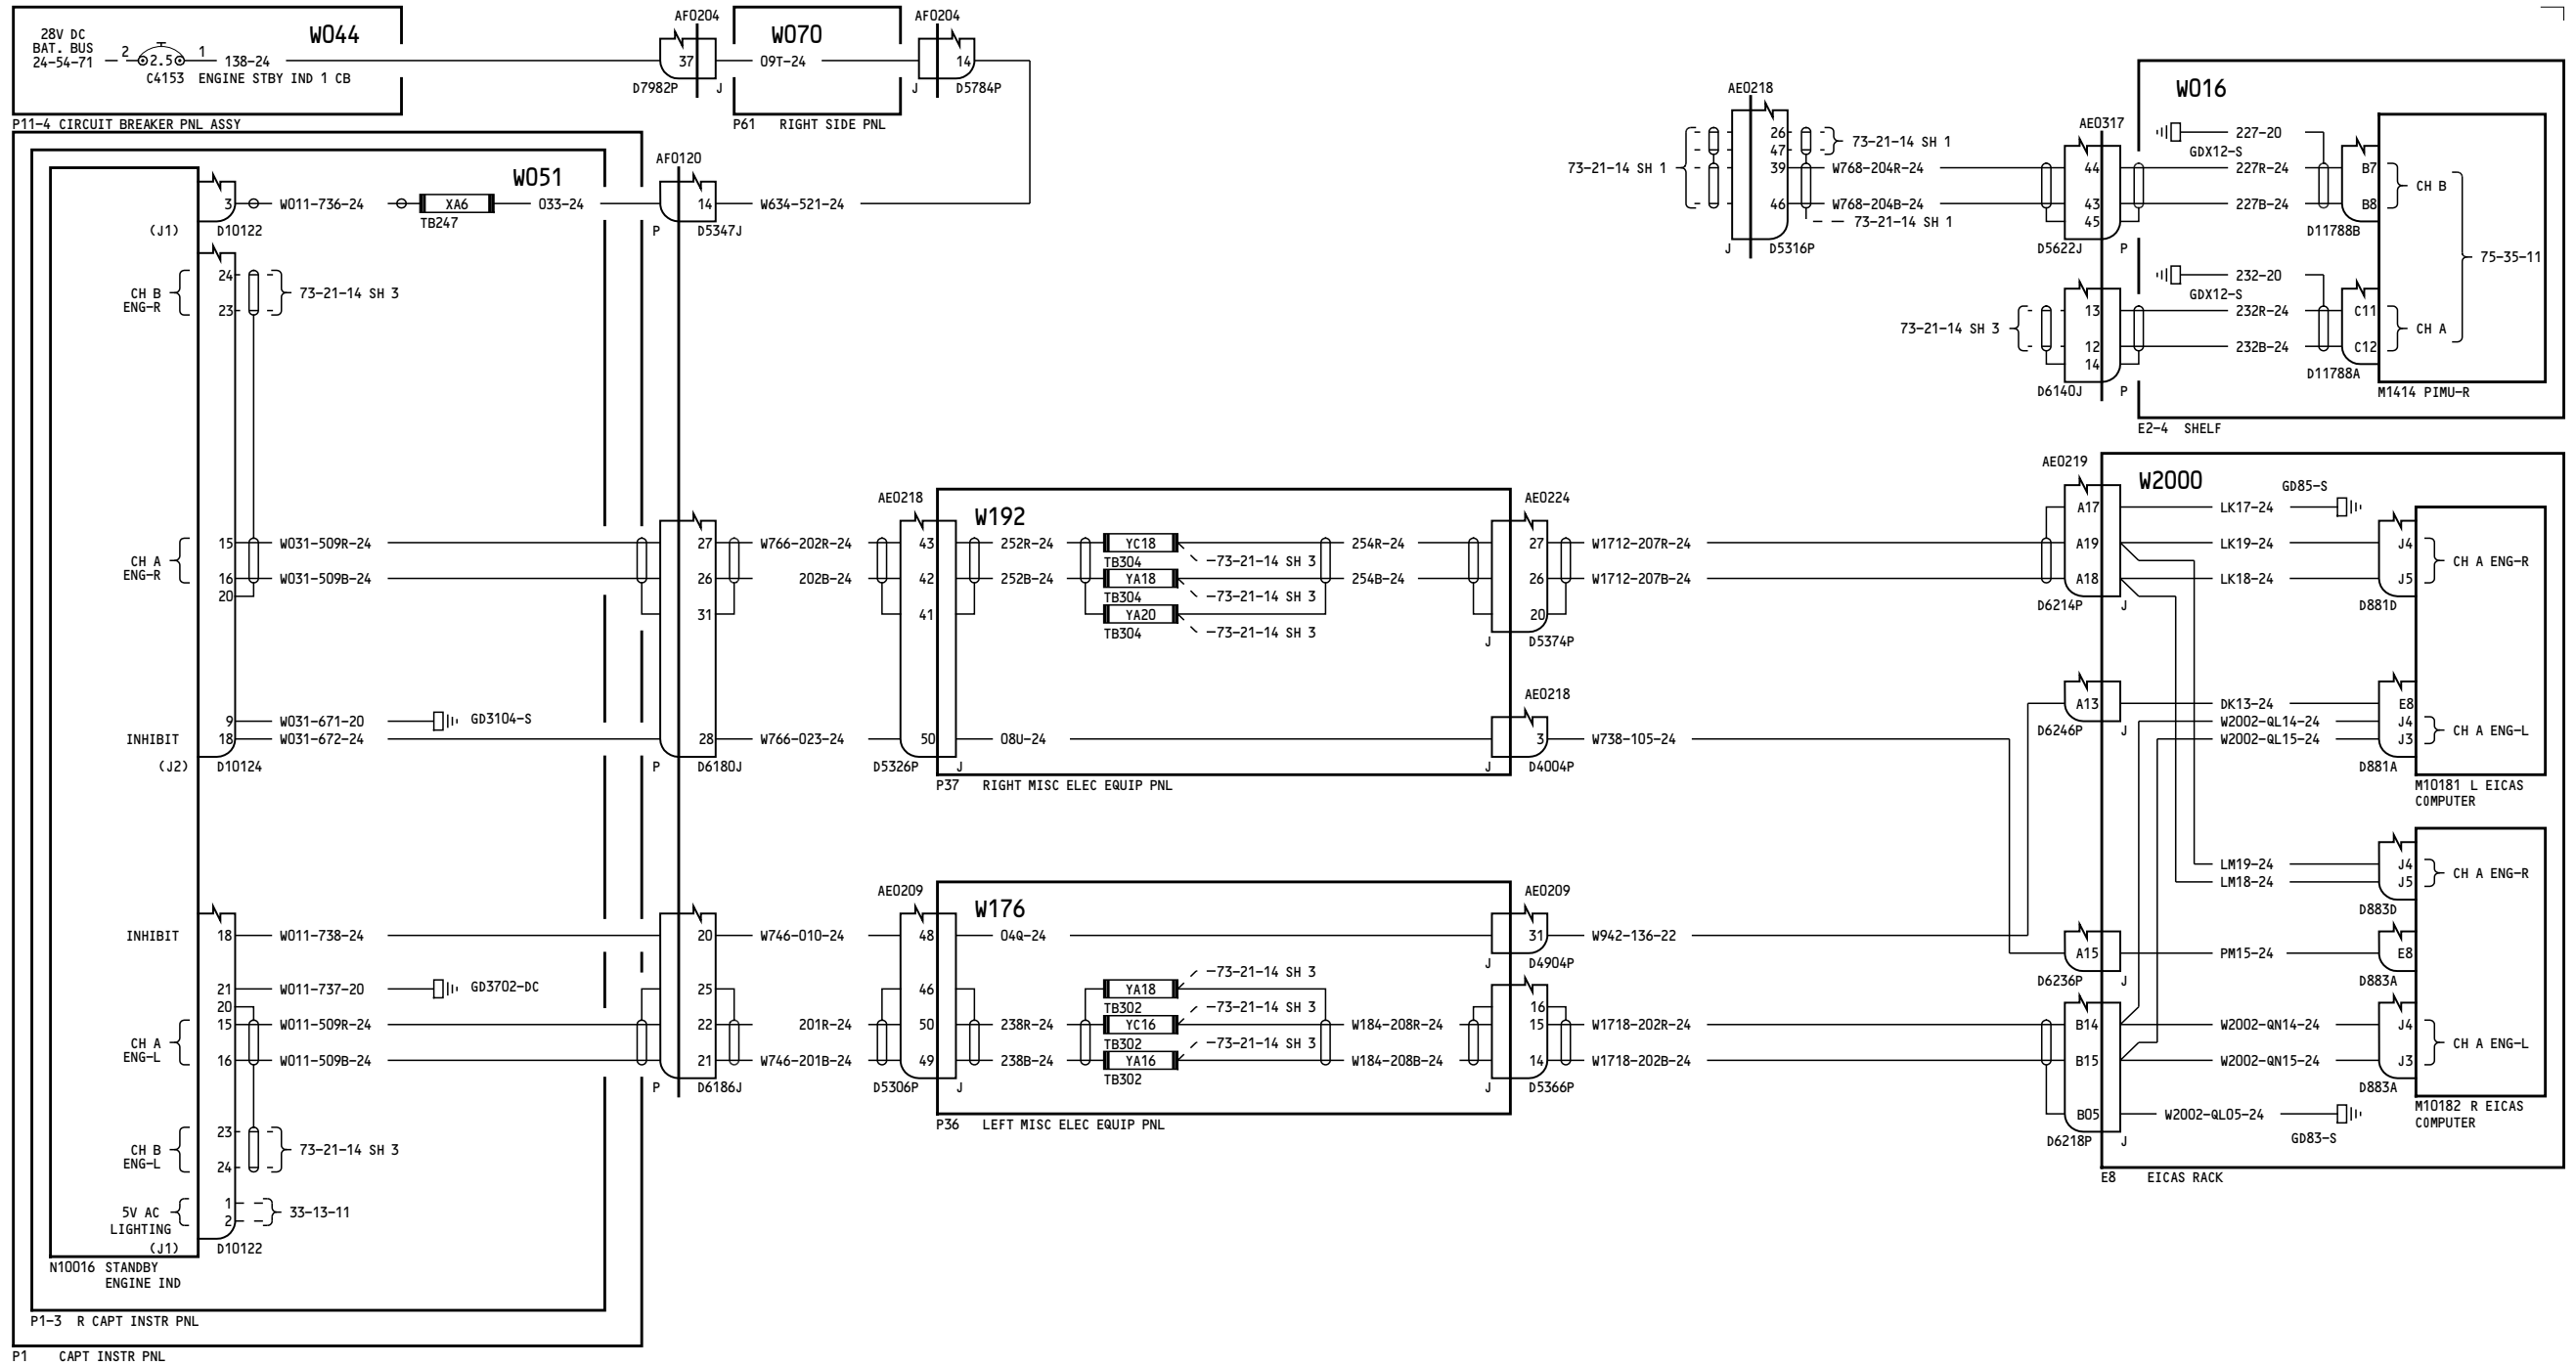 28V DC
BAT. BUS
24-54-71
2
2.5
1
138-24
W044
C4153 ENGINE STBY IND 1 CB
P11-4 CIRCUIT BREAKER PNL ASSY
AF0204
37
D7982P
J
W070
09T-24
P61 RIGHT SIDE PNL
AF0204
14
J
D5784P
W051
3
W011-736-24
XA6
TB247
033-24
(J1)
D10122
AF0120
14
W634-521-24
P
D5347J
CH B
ENG-R
24
23
73-21-14 SH 3
CH A
ENG-R
15
16
20
W031-509R-24
W031-509B-24
9
W031-671-20
GD3104-S
INHIBIT
18
W031-672-24
(J2)
D10124
27
26
31
28
P
D6180J
W766-202R-24
202B-24
W766-023-24
AE0218
43
42
41
50
D5326P
J
W192
252R-24
252B-24
YC18
TB304
YA18
TB304
YA20
TB304
73-21-14 SH 3
73-21-14 SH 3
73-21-14 SH 3
254R-24
254B-24
08U-24
P37 RIGHT MISC ELEC EQUIP PNL
AE0224
27
26
20
J
D5374P
W1712-207R-24
W1712-207B-24
AE0218
3
J
D4004P
W738-105-24
INHIBIT
18
W011-738-24
21
W011-737-20
GD3702-DC
20
CH A
ENG-L
15
16
W011-509R-24
W011-509B-24
CH B
ENG-L
23
24
73-21-14 SH 3
5V AC
LIGHTING
1
2
33-13-11
(J1)
D10122
N10016 STANDBY
ENGINE IND
P1-3 R CAPT INSTR PNL
P1 CAPT INSTR PNL
20
25
22
21
P
D6186J
W746-010-24
201R-24
W746-201B-24
AE0209
48
46
50
49
D5306P
J
W176
04Q-24
238R-24
238B-24
YA18
TB302
YC16
TB302
YA16
TB302
73-21-14 SH 3
73-21-14 SH 3
73-21-14 SH 3
W184-208R-24
W184-208B-24
P36 LEFT MISC ELEC EQUIP PNL
AE0209
31
J
D4904P
W942-136-22
16
15
14
J
D5366P
W1718-202R-24
W1718-202B-24
AE0218
73-21-14 SH 1
26
47
39
46
73-21-14 SH 1
W768-204R-24
W768-204B-24
73-21-14 SH 1
J
D5316P
AE0317
44
43
45
D5622J
P
73-21-14 SH 3
13
12
14
D6140J
P
W016
227-20
GDX12-S
227R-24
227B-24
B7
B8
CH B
D11788B
75-35-11
232-20
GDX12-S
232R-24
232B-24
C11
C12
CH A
D11788A
M1414 PIMU-R
E2-4 SHELF
AE0219
W2000
A17
A19
A18
D6214P
J
LK17-24
GD85-S
LK19-24
LK18-24
J4
J5
CH A ENG-R
D881D
A13
D6246P
J
DK13-24
W2002-QL14-24
W2002-QL15-24
E8
J4
J3
CH A ENG-L
D881A
M10181 L EICAS
COMPUTER
LM19-24
LM18-24
J4
J5
CH A ENG-R
D883D
A15
D6236P
J
PM15-24
E8
D883A
B14
B15
B05
D6218P
J
W2002-QN14-24
W2002-QN15-24
J4
J3
CH A ENG-L
D883A
M10182 R EICAS
COMPUTER
W2002-QL05-24
GD83-S
E8 EICAS RACK